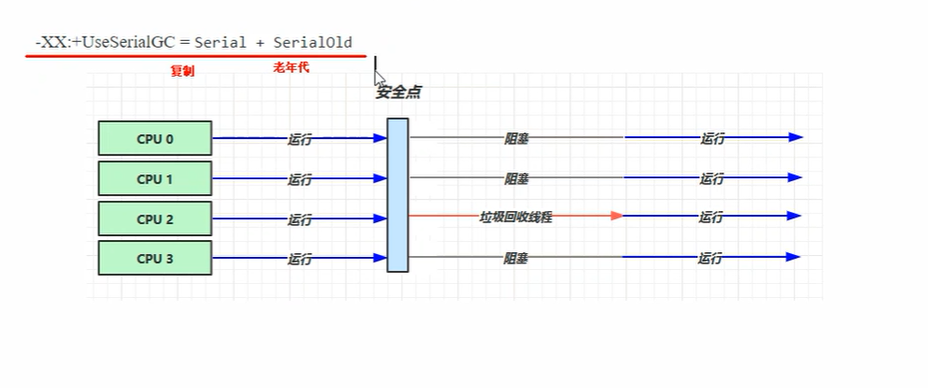 -XX:+UseSerialGC = Serial + SerialOld
复制 老年代
安全点
CPU 0 运行 阻塞 运行
CPU 1 运行 阻塞 运行
CPU 2 运行 垃圾回收线程 运行
CPU 3 运行 阻塞 运行